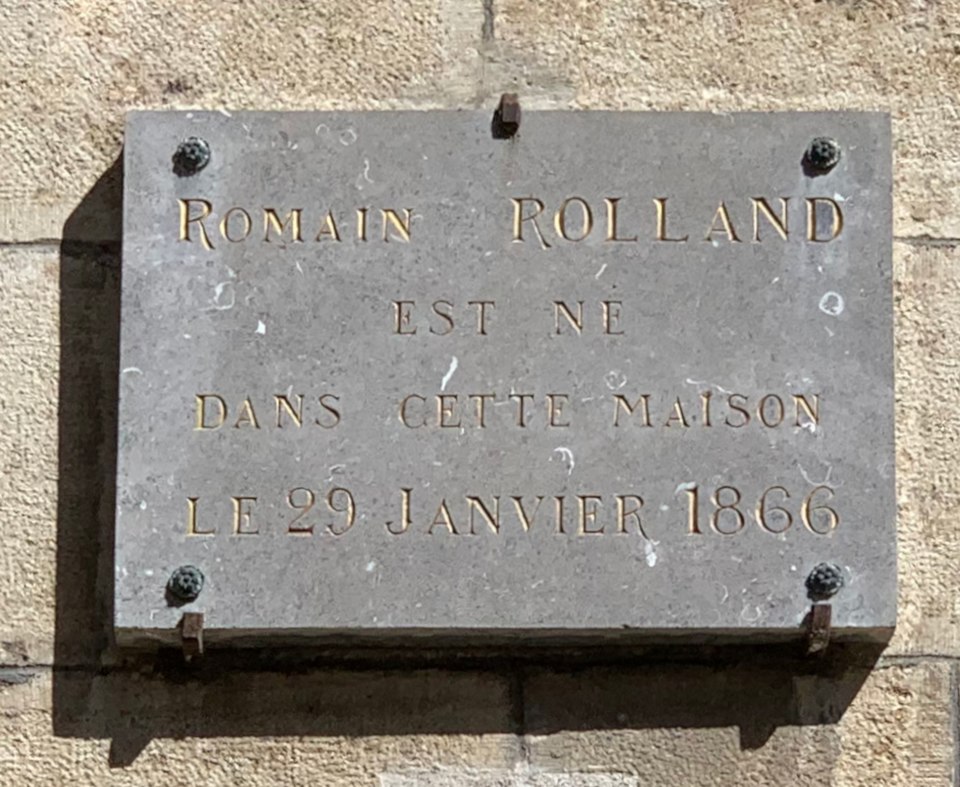 ROMAIN ROLLAND
EST NE
DANS CETTE MAISON
LE 29 JANVIER 1866